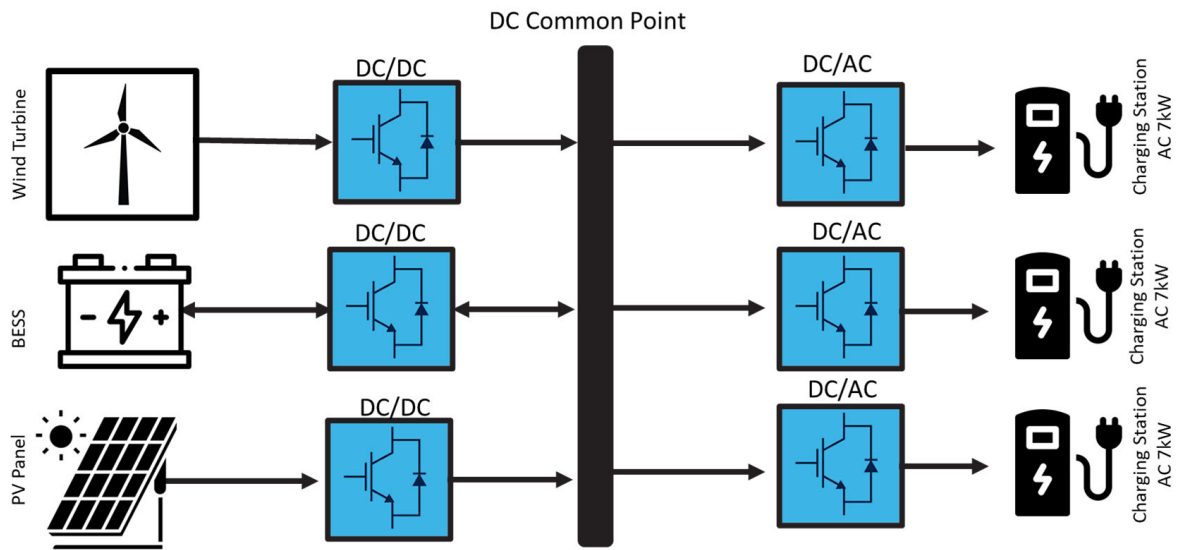 DC Common Point
DC/DC
DC/AC
Wind Turbine
Charging Station
AC 7kW
DC/DC
DC/AC
BESS
- +
Charging Station
AC 7kW
DC/DC
DC/AC
PV Panel
Charging Station
AC 7kW